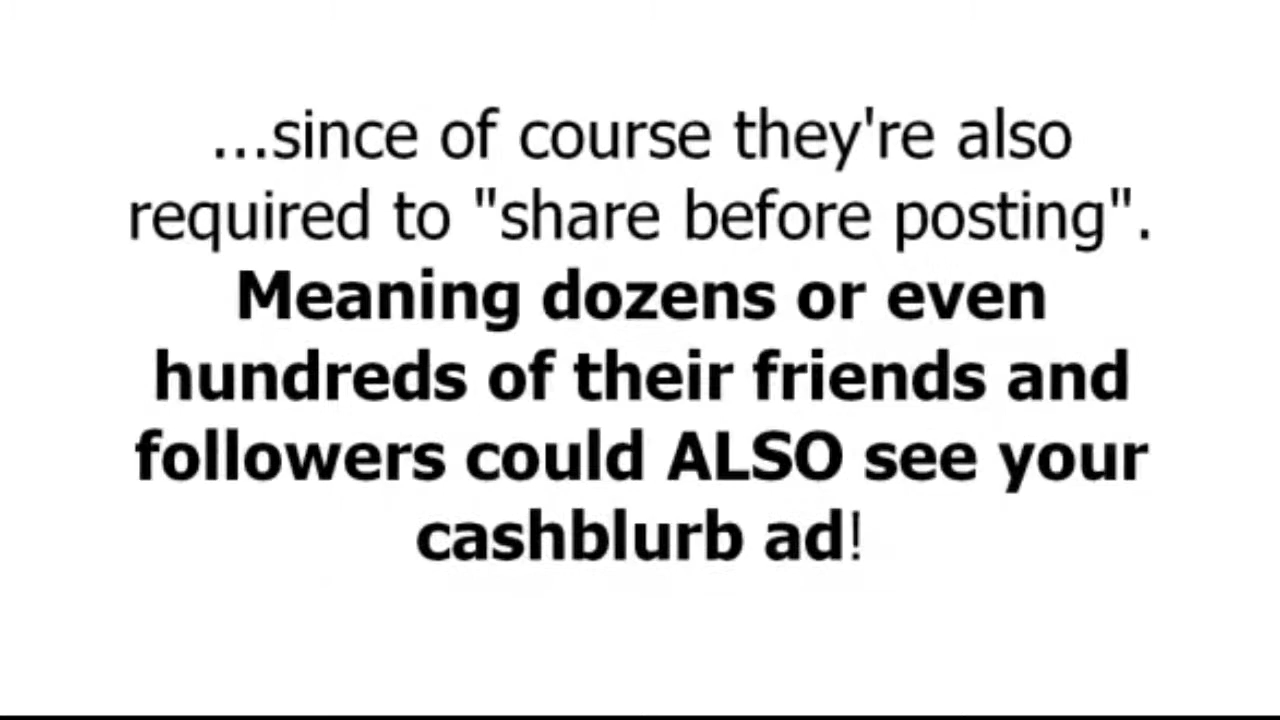 ...since of course they're also
required to "share before posting".
Meaning dozens or even
hundreds of their friends and
followers could ALSO see your
cashblurb ad!